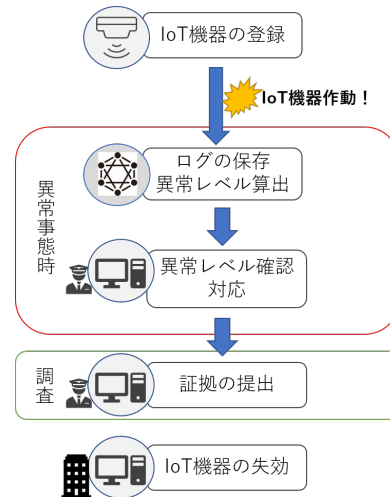 IoT機器の登録
IoT機器作動！
異常事態時
ログの保存
異常レベル算出
異常レベル確認
対応
調査
証拠の提出
IoT機器の失効